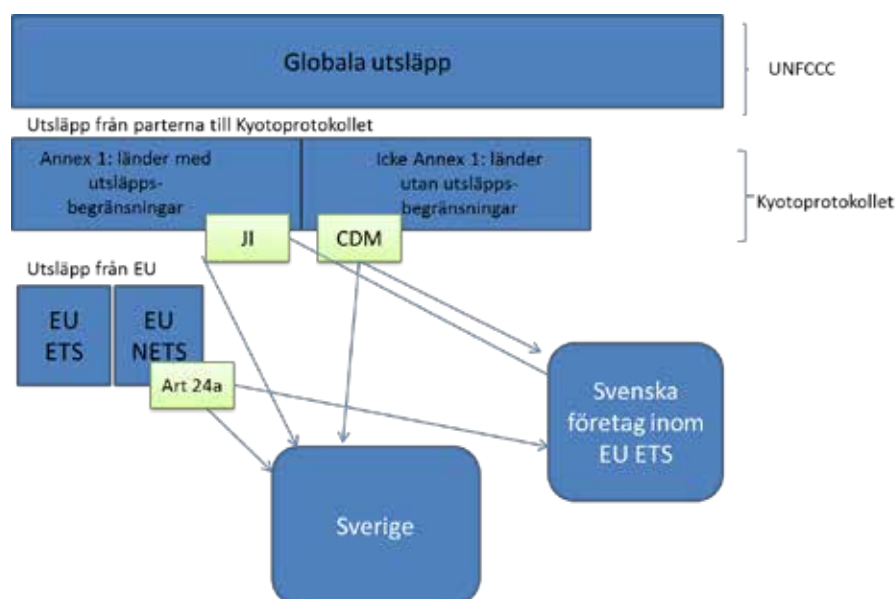 Globala utsläpp
UNFCCC
Utsläpp från parterna till Kyotoprotokollet
Annex 1: länder med
utsläpps-
begränsningar
Icke Annex 1: länder
utan utsläpps-
begränsningar
Kyotoprotokollet
JI
CDM
Utsläpp från EU
EU
ETS
EU
NETS
Art 24a
Svenska
företag inom
EU ETS
Sverige